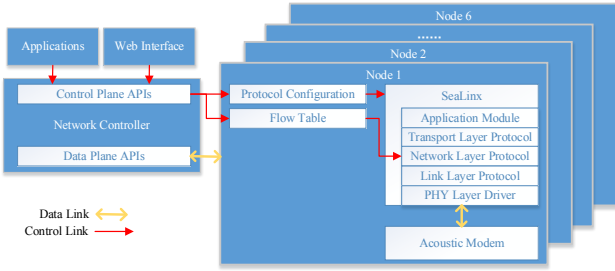 Node 6
......
Node 2
Node 1
Applications
Web Interface
Control Plane APIs
Network Controller
Data Plane APIs
Protocol Configuration
Flow Table
SeaLinx
Application Module
Transport Layer Protocol
Network Layer Protocol
Link Layer Protocol
PHY Layer Driver
Acoustic Modem
Data Link
Control Link